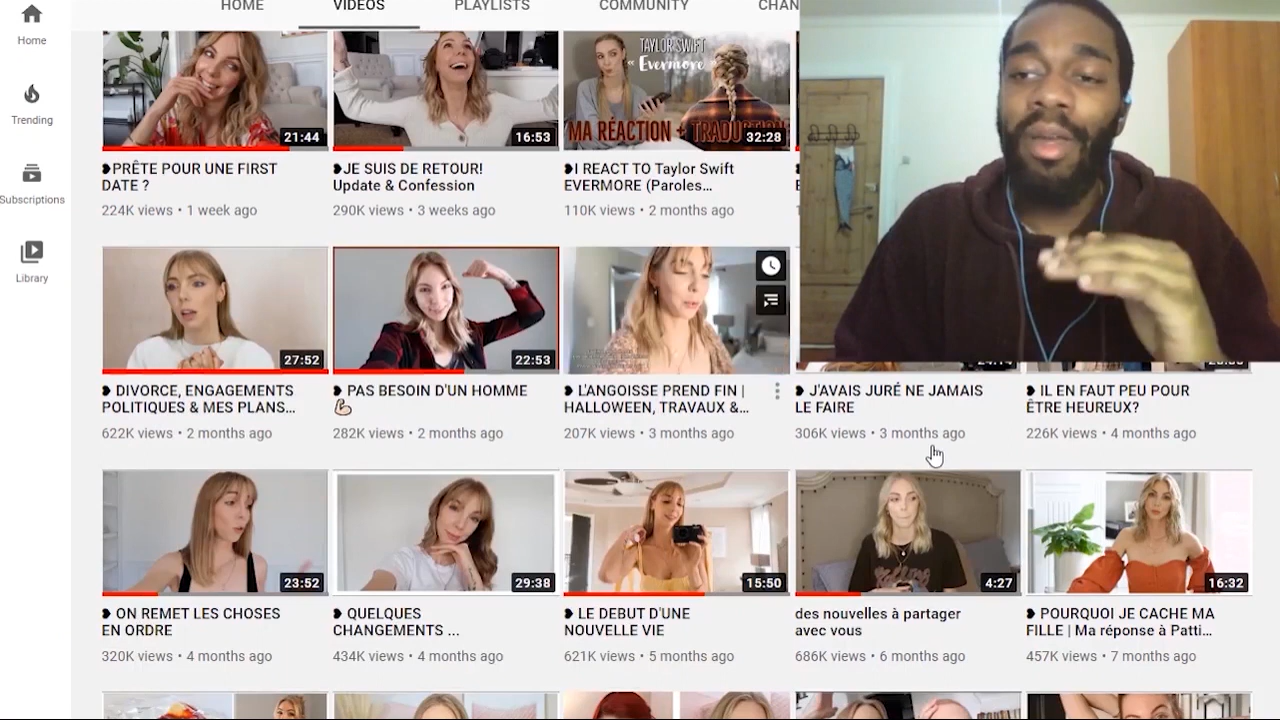 HOME VIDEOS PLAYLISTS COMMUNITY CHAN
Home
Trending
Subscriptions
Library
TAYLOR SWIFT
« Evermore
MA RÉACTION + TRADUCTION
21:44
16:53
32:28
❥PRÊTE POUR UNE FIRST
DATE ?
224K views • 1 week ago
❥JE SUIS DE RETOUR!
Update & Confession
290K views • 3 weeks ago
❥I REACT TO Taylor Swift
EVERMORE (Paroles...
110K views • 2 months ago
27:52
22:53
❥ DIVORCE, ENGAGEMENTS
POLITIQUES & MES PLANS...
622K views • 2 months ago
❥ PAS BESOIN D'UN HOMME
💪
282K views • 2 months ago
❥ L'ANGOISSE PREND FIN |
HALLOWEEN, TRAVAUX &...
207K views • 3 months ago
❥ J'AVAIS JURÉ NE JAMAIS
LE FAIRE
306K views • 3 months ago
❥ IL EN FAUT PEU POUR
ÊTRE HEUREUX?
226K views • 4 months ago
23:52
29:38
15:50
4:27
16:32
❥ ON REMET LES CHOSES
EN ORDRE
320K views • 4 months ago
❥ QUELQUES
CHANGEMENTS ...
434K views • 4 months ago
❥ LE DEBUT D'UNE
NOUVELLE VIE
621K views • 5 months ago
des nouvelles à partager
avec vous
686K views • 6 months ago
❥ POURQUOI JE CACHE MA
FILLE | Ma réponse à Patti...
457K views • 7 months ago